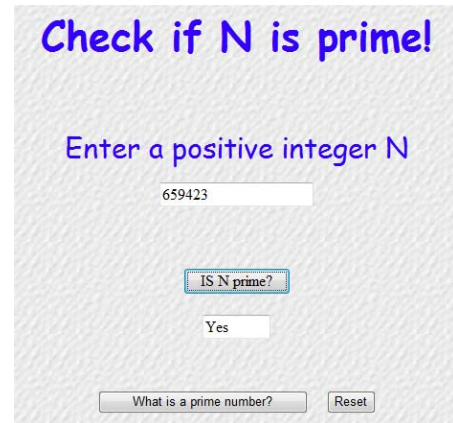 Check if N is prime!
Enter a positive integer N
659423
IS N prime?
Yes
What is a prime number? Reset